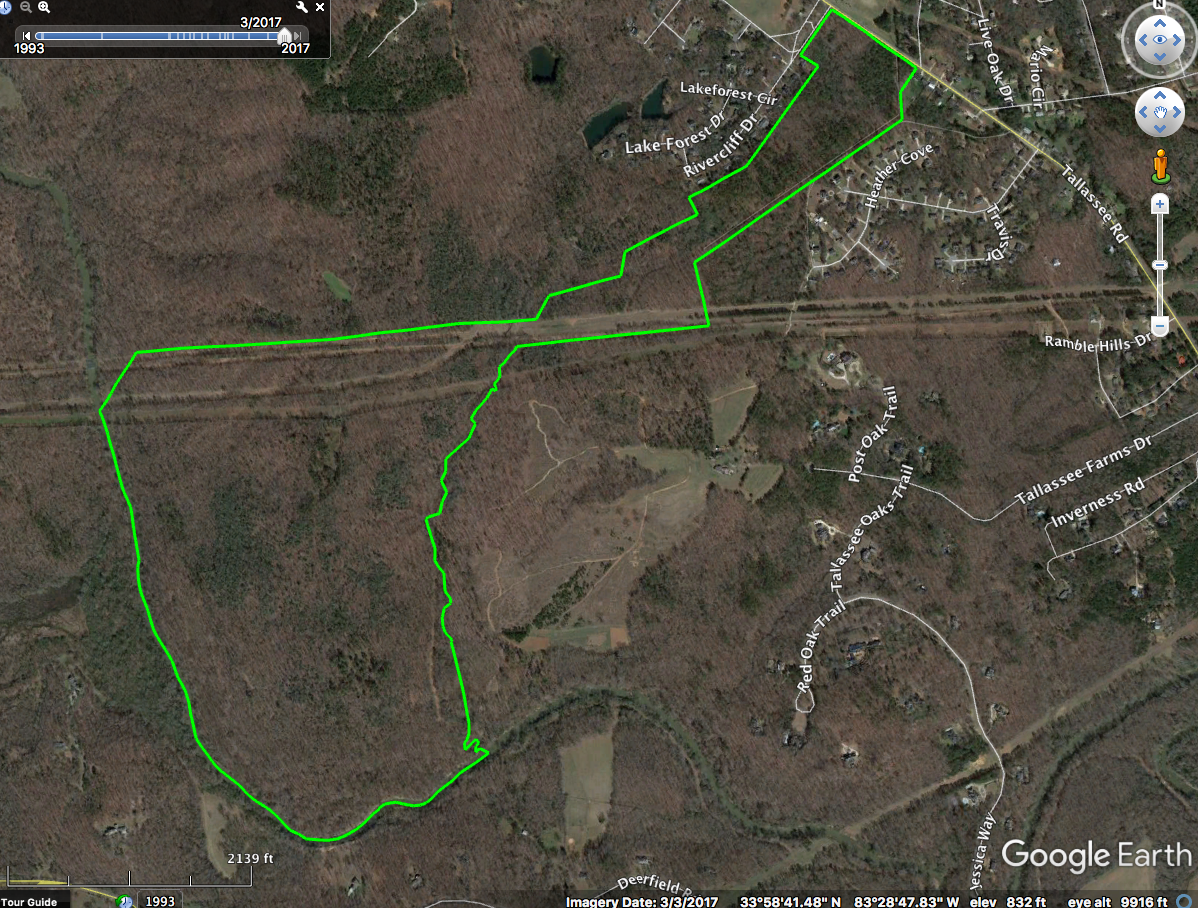 3/2017
1993
2017
N
Live Oak Dr
Mario Cir
Lakeforest Cir
Lake Forest Dr
Rivercliff Dr
Heather Cove
Tallassee Rd
Travis Dr
Ramble Hills Dr
Post Oak Trail
Tallassee Farms Dr
Inverness Rd
Tallassee Oaks Trail
Red Oak Trail
Jessica Way
2139 ft
Google Earth
Deerfield R
Tour Guide
1993
Imagery Date: 3/3/2017 33°58'41.48" N 83°28'47.83" W elev 832 ft eye alt 9916 ft